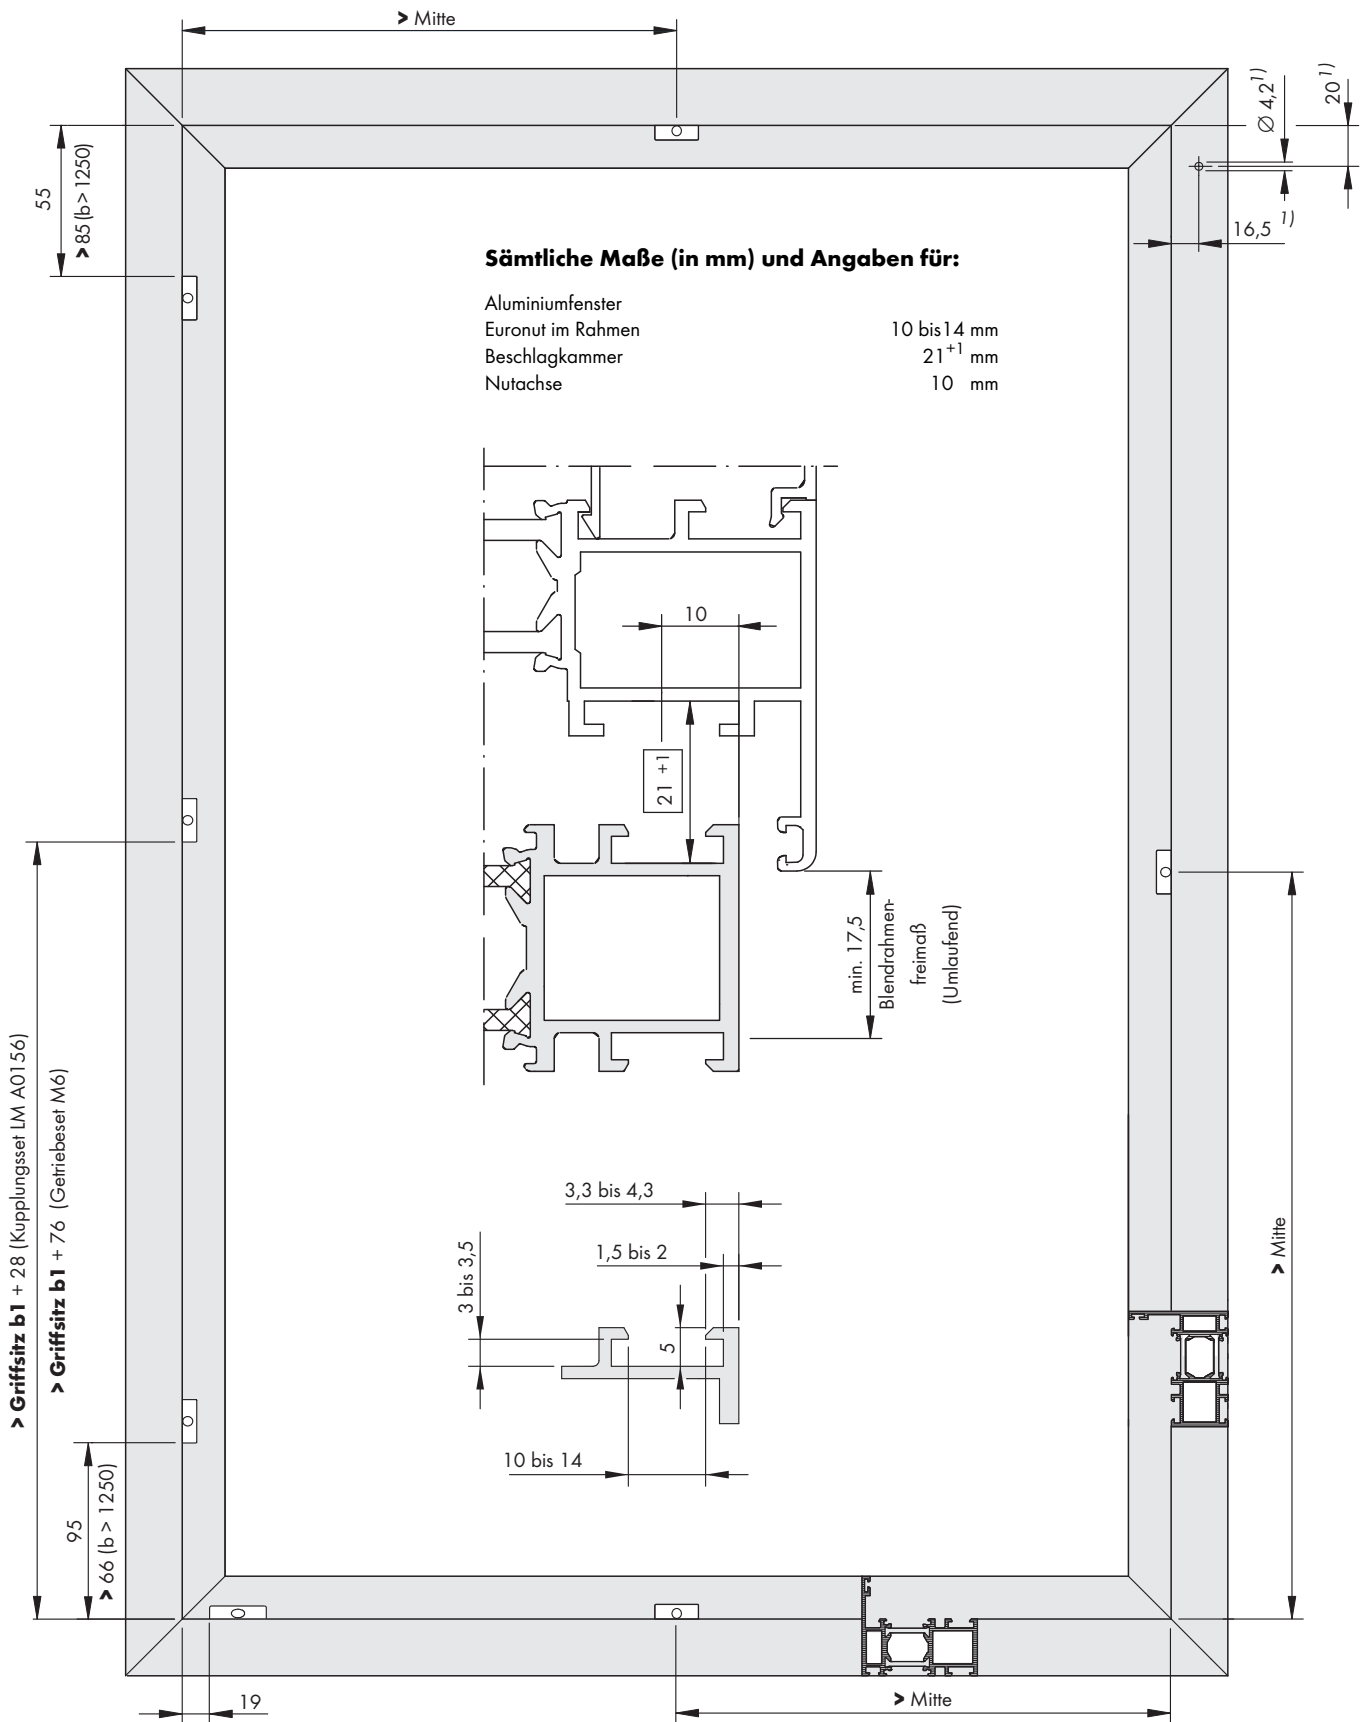 > Mitte
Ø 4,2 1)
20 1)
16,5 1)
55
> 85 (b > 1250)
Sämtliche Maße (in mm) und Angaben für:
Aluminiumfenster
Euronut im Rahmen 10 bis14 mm
Beschlagkammer 21+1 mm
Nutachse 10 mm
10
21 +1
min. 17,5
Blendrahmen-
freimaß
(Umlaufend)
> Griffsitz b1 + 28 (Kupplungsset LM A0156)
> Griffsitz b1 + 76 (Getriebeset M6)
3,3 bis 4,3
1,5 bis 2
3 bis 3,5
5
10 bis 14
> Mitte
95
> 66 (b > 1250)
19
> Mitte